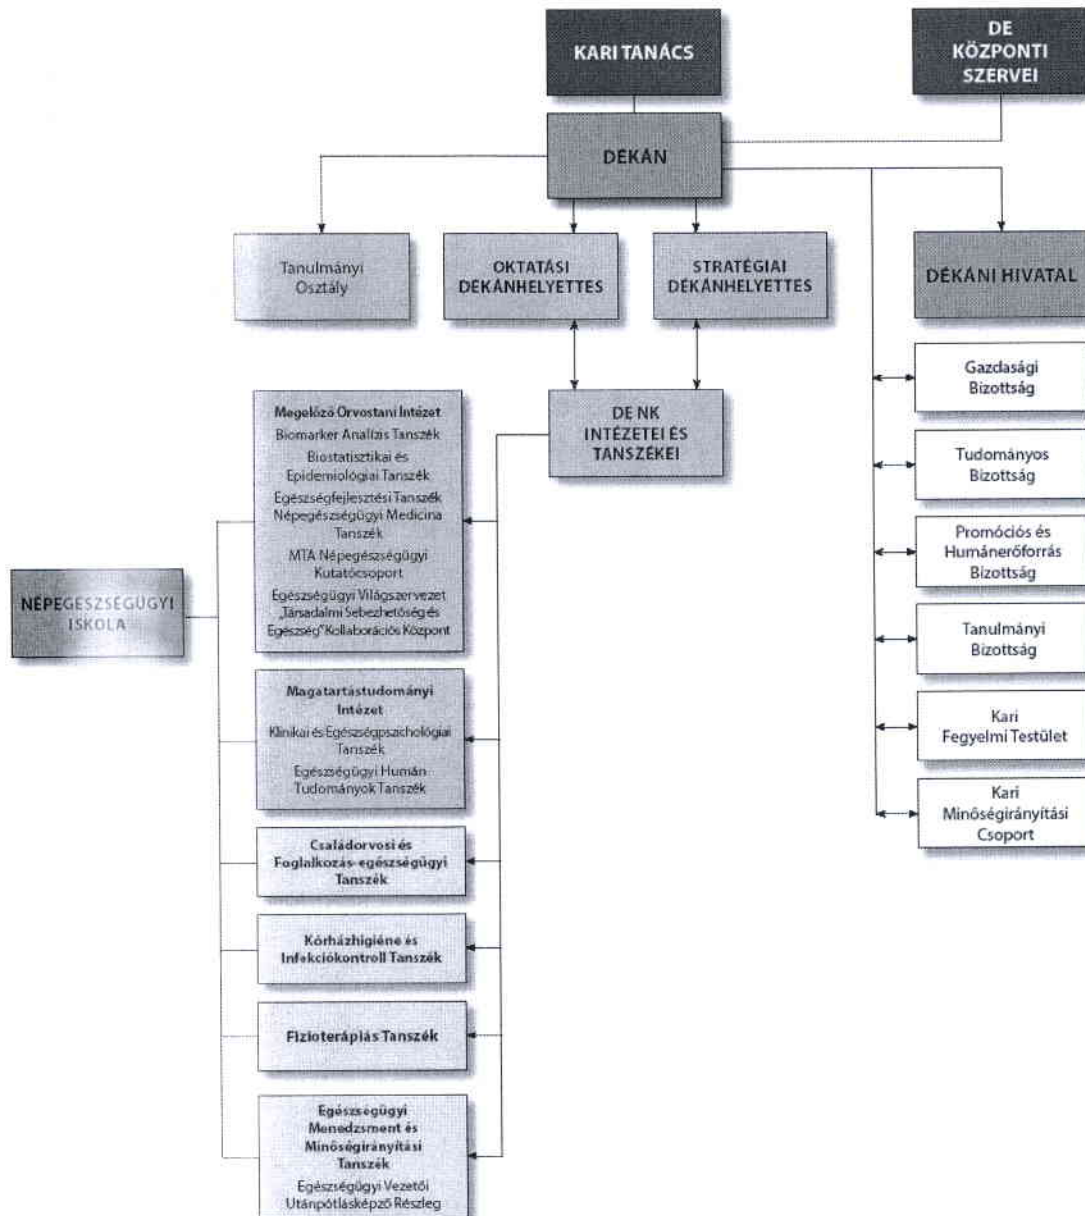 KARI TANÁCS
DE
KÖZPONTI
SZERVEI
DÉKÁN
Tanulmányi
Osztály
OKTATÁSI
DÉKÁNHELYETTES
STRATÉGIAI
DÉKÁNHELYETTES
DÉKÁNI HIVATAL
DE NK
INTÉZETEI ÉS
TANSZÉKEI
Gazdasági
Bizottság
Tudományos
Bizottság
Promóciós és
Humánerőforrás
Bizottság
Tanulmányi
Bizottság
Kari
Fegyelmi Testület
Kari
Minőségirányítási
Csoport
NÉPEGÉSZSÉGÜGYI
ISKOLA
Megelőző Orvostani Intézet
Biomarker Analízis Tanszék
Biostatisztikai és
Epidemiológiai Tanszék
Egészségfejlesztési Tanszék
Népegészségügyi Medicina
Tanszék
MTA Népegészségügyi
Kutatócsoport
Egészségügyi Világszervezet
„Társadalmi Sebezhetőség és
Egészség” Kollaborációs Központ
Magatartástudományi
Intézet
Klinikai és Egészségpszichológiai
Tanszék
Egészségügyi Humán
Tudományok Tanszék
Családorvosi és
Foglalkozás-egészségügyi
Tanszék
Kórházhigiéne és
Infekciókontroll Tanszék
Fizioterápiás Tanszék
Egészségügyi
Menedzsment és
Minőségirányítási
Tanszék
Egészségügyi Vezetői
Utánpótlásképző Részleg